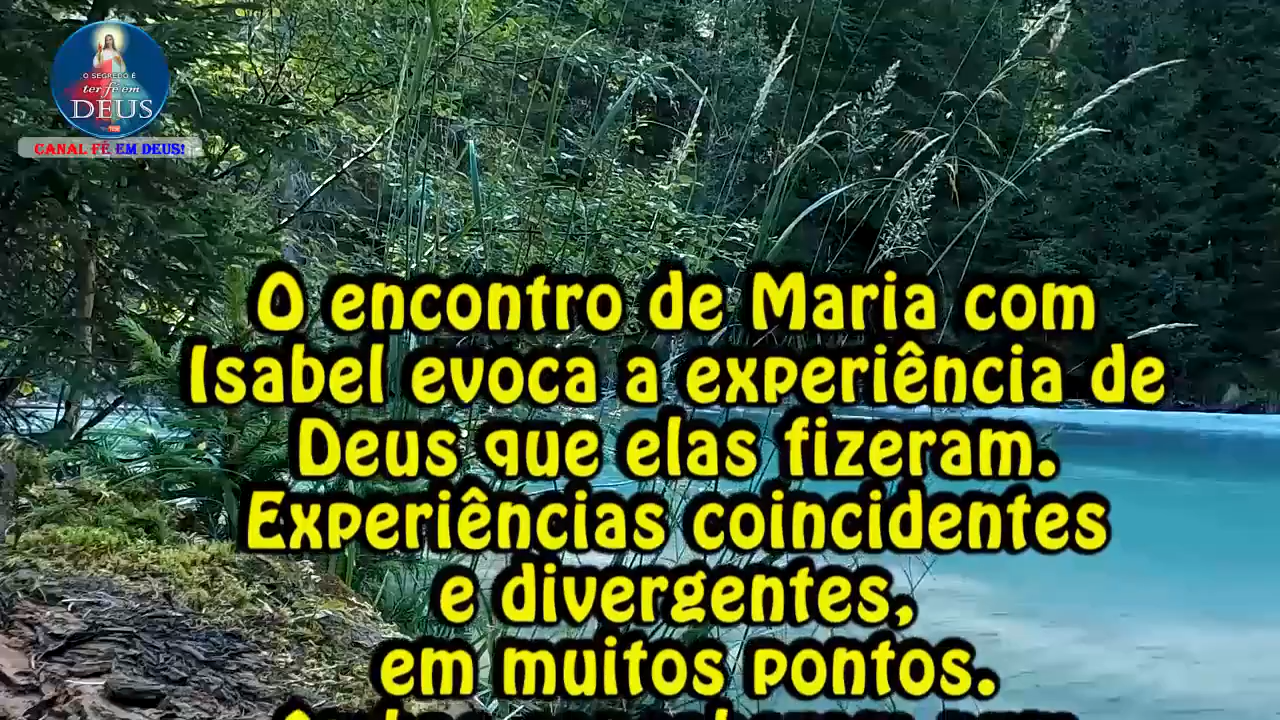 O SEGREDO É
ter fé em
DEUS
CANAL FÉ EM DEUS!
O encontro de Maria com
Isabel evoca a experiência de
Deus que elas fizeram.
Experiências coincidentes
e divergentes,
em muitos pontos.